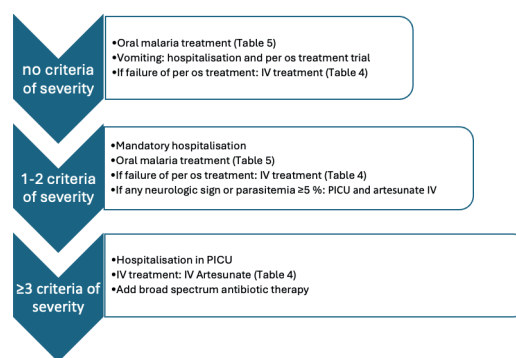 no criteria
of severity
•Oral malaria treatment (Table 5)
•Vomiting: hospitalisation and per os treatment trial
•If failure of per os treatment: IV treatment (Table 4)
1-2 criteria
of severity
•Mandatory hospitalisation
•Oral malaria treatment (Table 5)
•If failure of per os treatment: IV treatment (Table 4)
•If any neurologic sign or parasitemia ≥5 %: PICU and artesunate IV
≥3 criteria of
severity
•Hospitalisation in PICU
•IV treatment: IV Artesunate (Table 4)
•Add broad spectrum antibiotic therapy